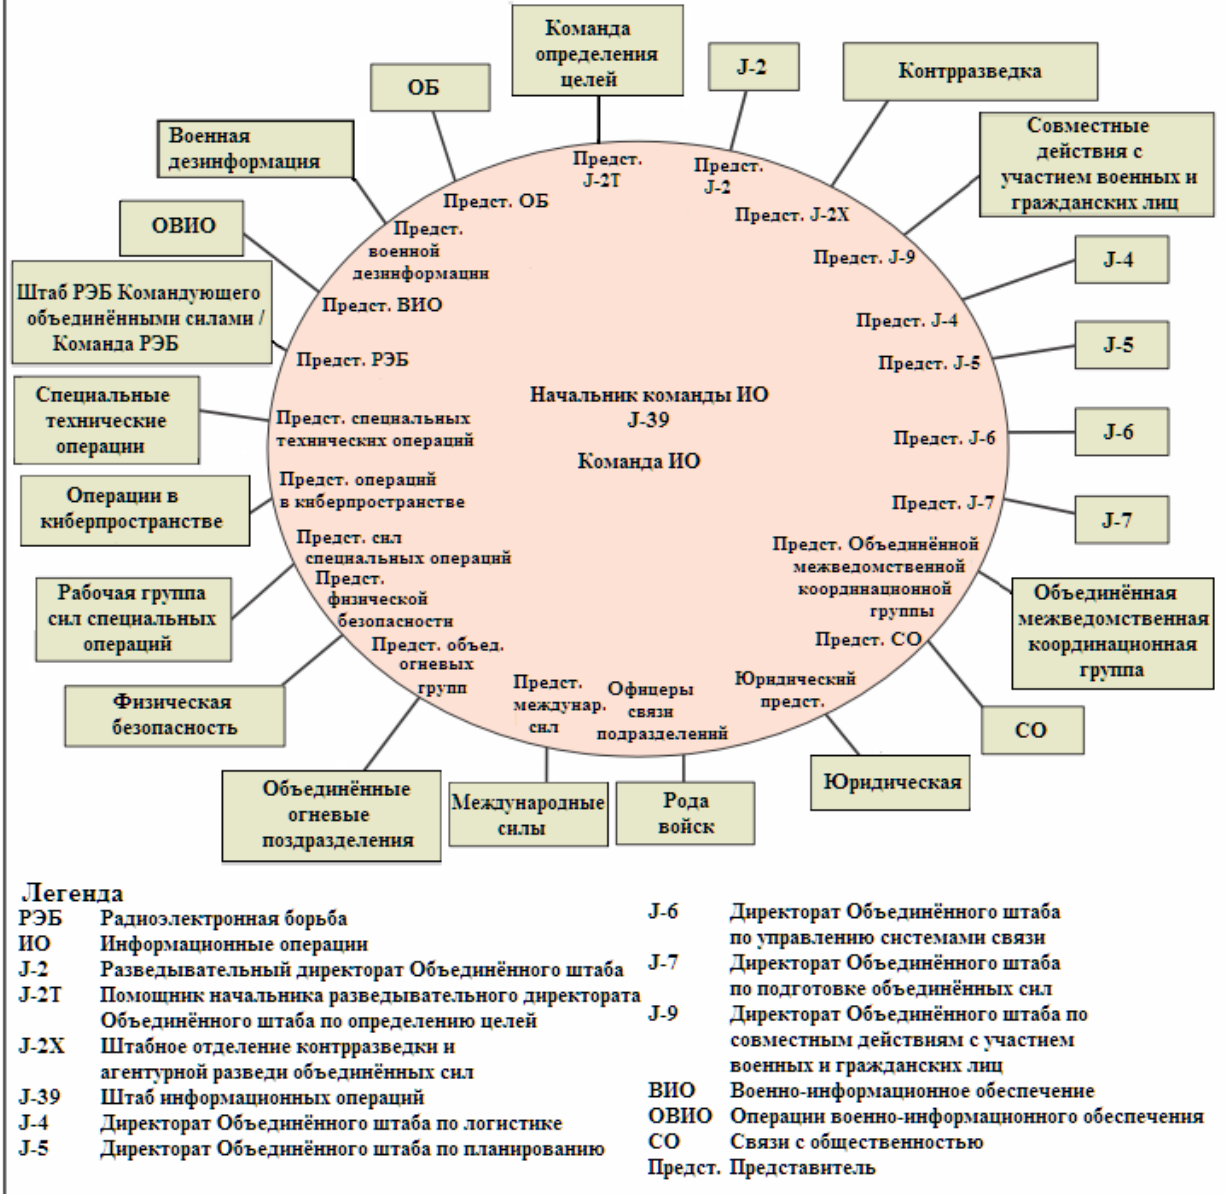 Команда
определения
целей
J-2
Контрразведка
ОБ
Совместные
действия с
участием военных и
гражданских лиц
Военная
дезинформация
ОВИО
J-4
Штаб РЭБ Командующего
объединёнными силами /
Команда РЭБ
J-5
Специальные
технические
операции
J-6
Операции в
киберпространстве
J-7
Рабочая группа
сил специальных
операций
Объединённая
межведомственная
координационная
группа
Физическая
безопасность
СО
Объединённые
огневые
поздразделения
Международные
силы
Рода
войск
Юридическая
Предст.
J-2T
Предст.
J-2
Предст. J-2X
Предст. J-9
Предст. J-4
Предст. J-5
Предст. J-6
Предст. J-7
Предст. Объединённой
межведомственной
координационной
группы
Предст. СО
Юридический
предст.
Офицеры
связи
подразделений
Предст.
междунар.
сил
Предст. объед.
огневых
групп
Предст.
физической
безопасности
Предст. сил
специальных операций
Предст. операций
в киберпространстве
Предст. специальных
технических операций
Предст. РЭБ
Предст. ВИО
Предст.
военной
дезинформации
Предст. ОБ
Начальник команды ИО
J-39
Команда ИО
Легенда
РЭБ Радиоэлектронная борьба
ИО Информационные операции
J-2 Разведывательный директорат Объединённого штаба
J-2T Помощник начальника разведывательного директората
Объединённого штаба по определению целей
J-2X Штабное отделение контрразведки и
агентурной разведи объединённых сил
J-39 Штаб информационных операций
J-4 Директорат Объединённого штаба по логистике
J-5 Директорат Объединённого штаба по планированию
J-6 Директорат Объединённого штаба
по управлению системами связи
J-7 Директорат Объединённого штаба
по подготовке объединённых сил
J-9 Директорат Объединённого штаба по
совместным действиям с участием
военных и гражданских лиц
ВИО Военно-информационное обеспечение
ОВИО Операции военно-информационного обеспечения
СО Связи с общественностью
Предст. Представитель